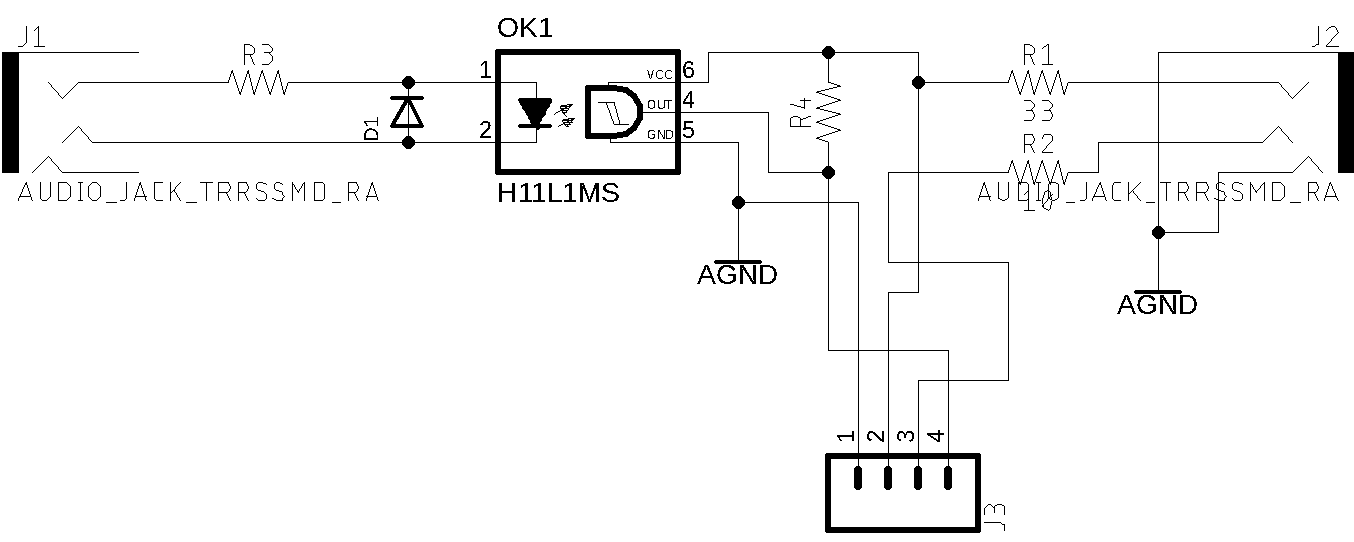 J1
R3
OK1
1
VCC
6
R1
J2
OUT
4
33
R4
D1
2
GND
5
R2
AUDIO_JACK_TRRSSMD_RA
H11L1MS
AUDIO_JACK_TRRSSMD_RA
10
AGND
AGND
1
2
3
4
J3